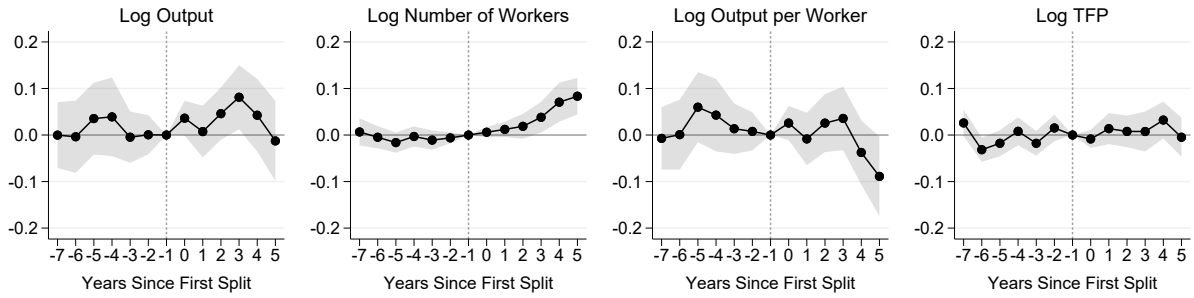 Log Output
0.2
0.1
0.0
-0.1
-0.2
-7 -6 -5 -4 -3 -2 -1 0 1 2 3 4 5
Years Since First Split
Log Number of Workers
0.2
0.1
0.0
-0.1
-0.2
-7 -6 -5 -4 -3 -2 -1 0 1 2 3 4 5
Years Since First Split
Log Output per Worker
0.2
0.1
0.0
-0.1
-0.2
-7 -6 -5 -4 -3 -2 -1 0 1 2 3 4 5
Years Since First Split
Log TFP
0.2
0.1
0.0
-0.1
-0.2
-7 -6 -5 -4 -3 -2 -1 0 1 2 3 4 5
Years Since First Split